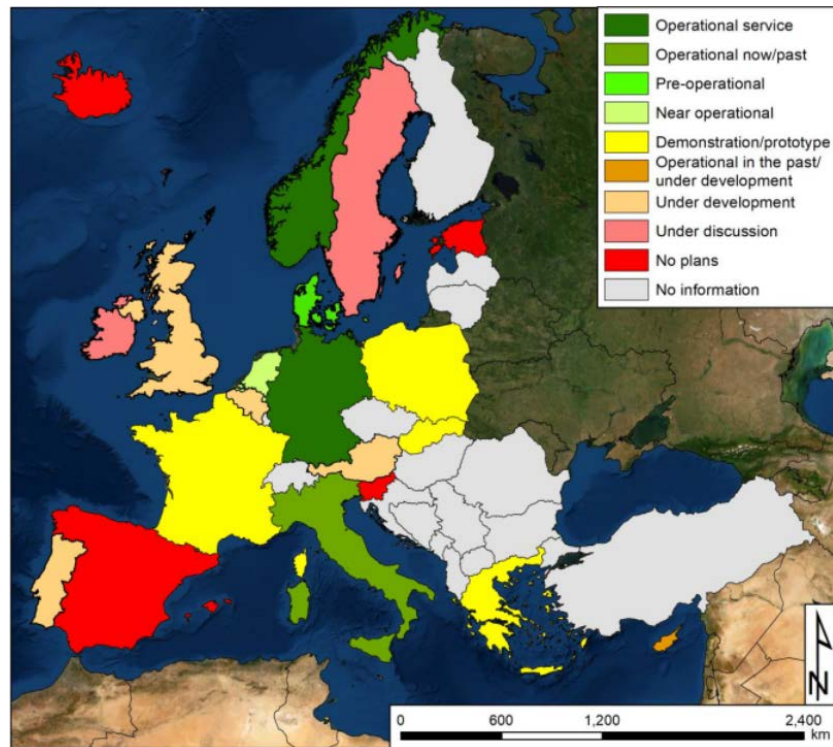 Operational service
Operational now/past
Pre-operational
Near operational
Demonstration/prototype
Operational in the past/
under development
Under development
Under discussion
No plans
No information
N
0 600 1,200 2,400
km